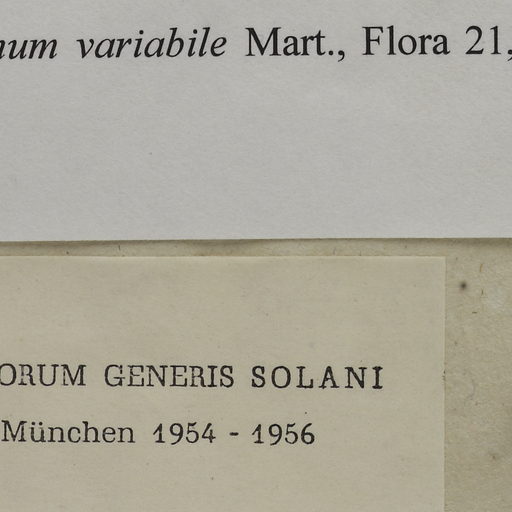 num variabile Mart., Flora 21,
ORUM GENERIS SOLANI
München 1954 - 1956